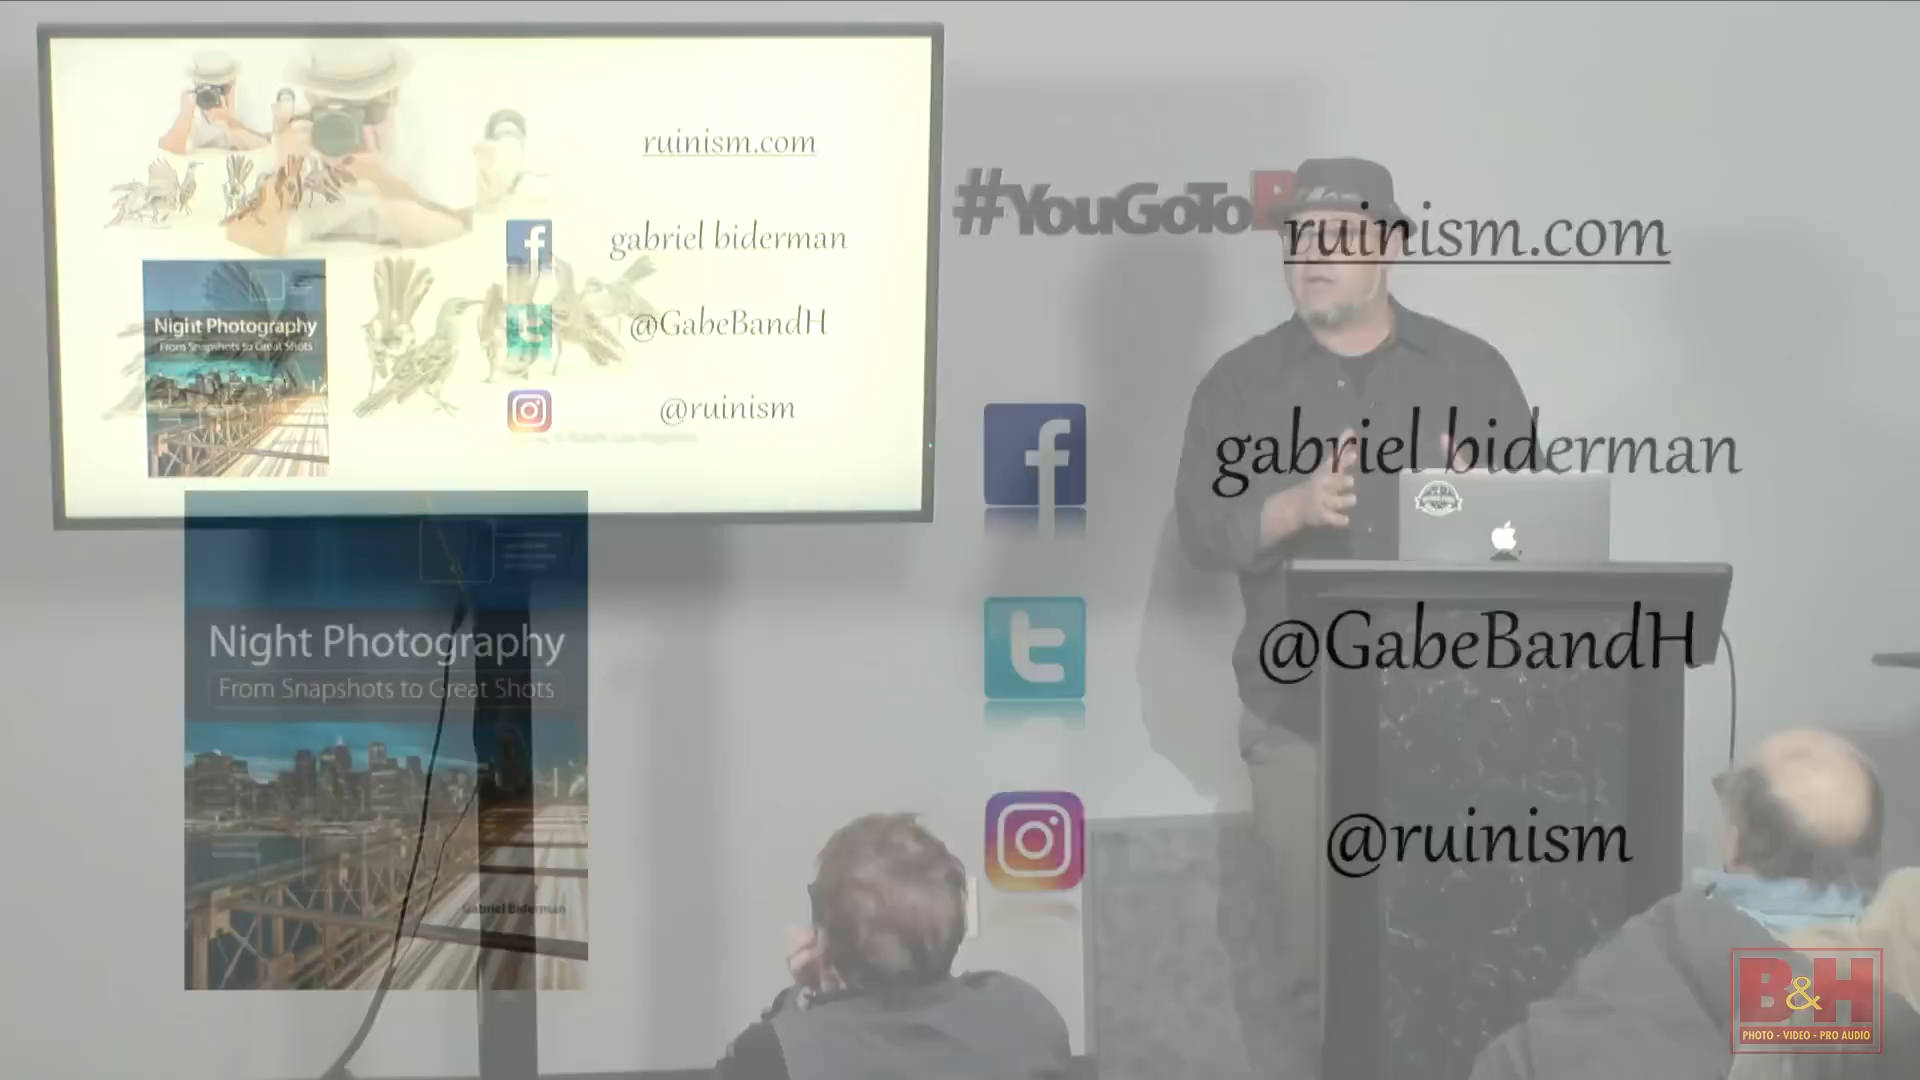 ruinism.com
gabriel biderman
@GabeBandH
@ruinism
Night Photography
From Snapshots to Great Shots
#YouGoToB
ruinism.com
gabriel biderman
@GabeBandH
@ruinism
Night Photography
From Snapshots to Great Shots
Gabriel Biderman
B&H
PHOTO - VIDEO - PRO AUDIO